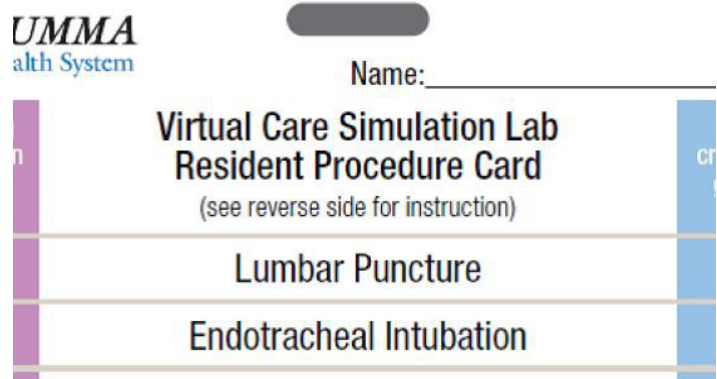 UMMA
alth System
Name:
Virtual Care Simulation Lab
Resident Procedure Card
(see reverse side for instruction)
Lumbar Puncture
Endotracheal Intubation